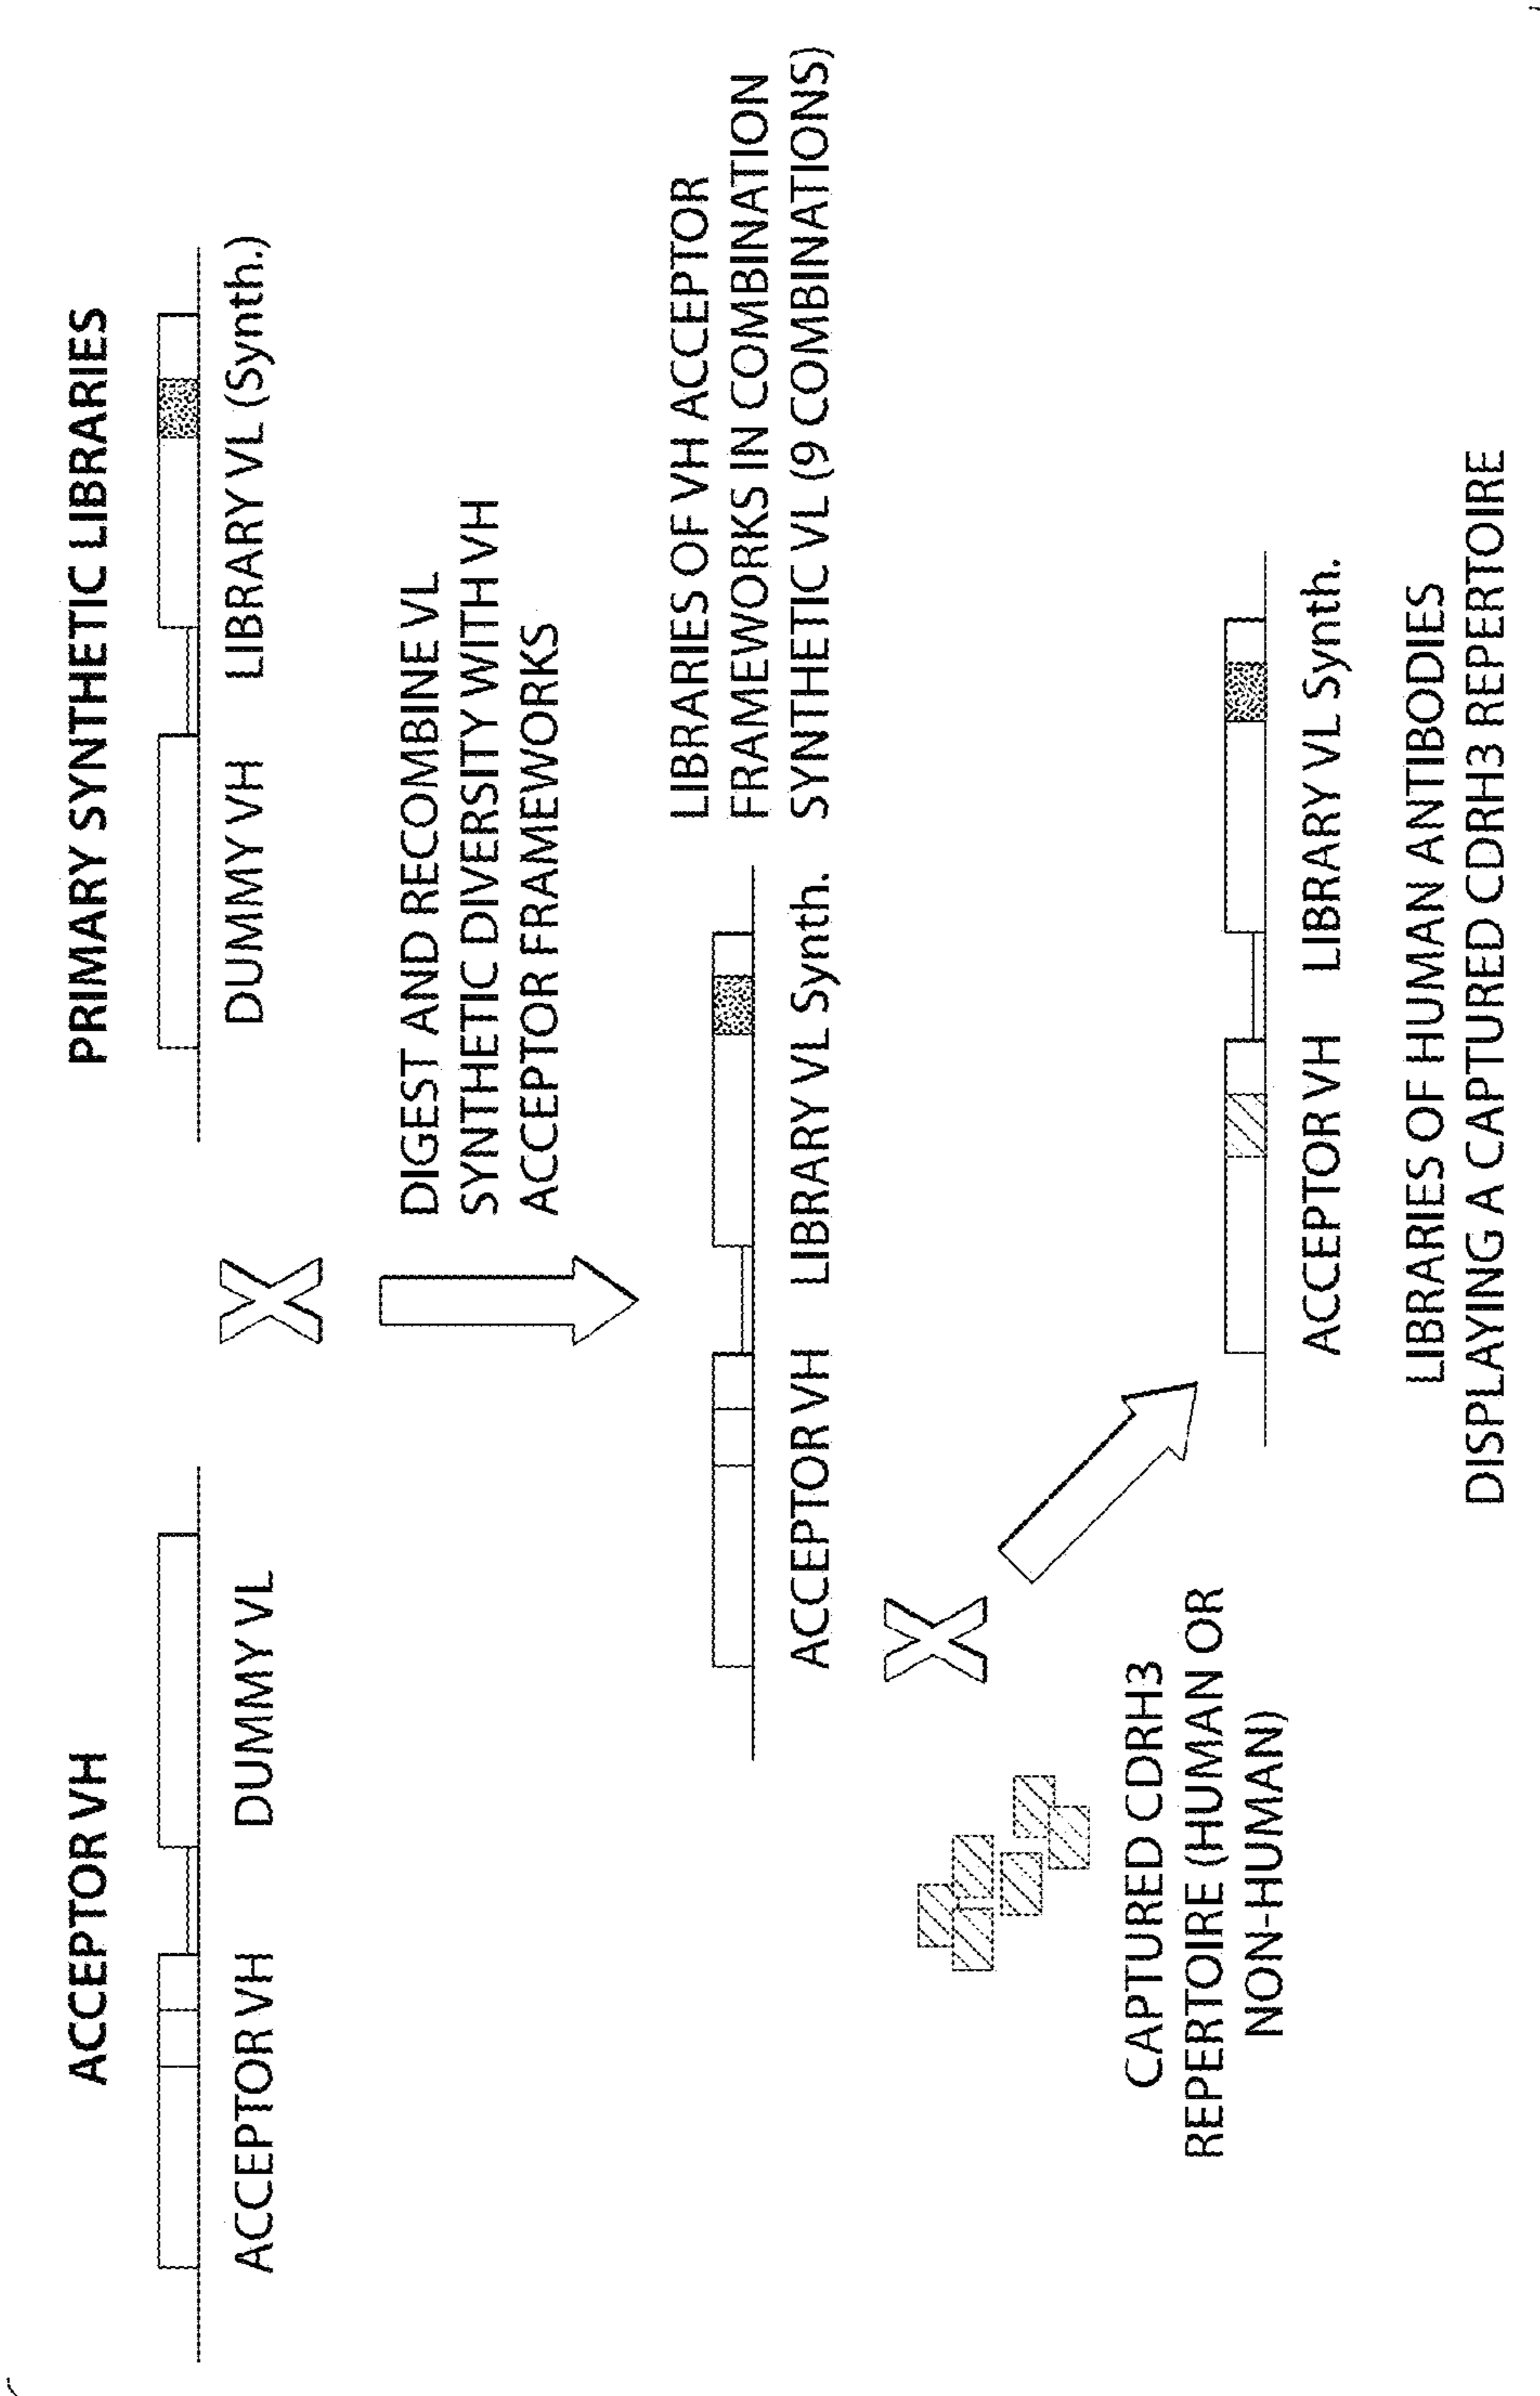 ACCEPTOR VH
PRIMARY SYNTHETIC LIBRARIES
ACCEPTOR VH DUMMY VL
DUMMY VH LIBRARY VL (Synth.)
X
DIGEST AND RECOMBINE VL
SYNTHETIC DIVERSITY WITH VH
ACCEPTOR FRAMEWORKS
ACCEPTOR VH LIBRARY VL Synth.
LIBRARIES OF VH ACCEPTOR
FRAMEWORKS IN COMBINATION
SYNTHETIC VL (9 COMBINATIONS)
X
CAPTURED CDRH3
REPERTOIRE (HUMAN OR
NON-HUMAN)
ACCEPTOR VH LIBRARY VL Synth.
LIBRARIES OF HUMAN ANTIBODIES
DISPLAYING A CAPTURED CDRH3 REPERTOIRE